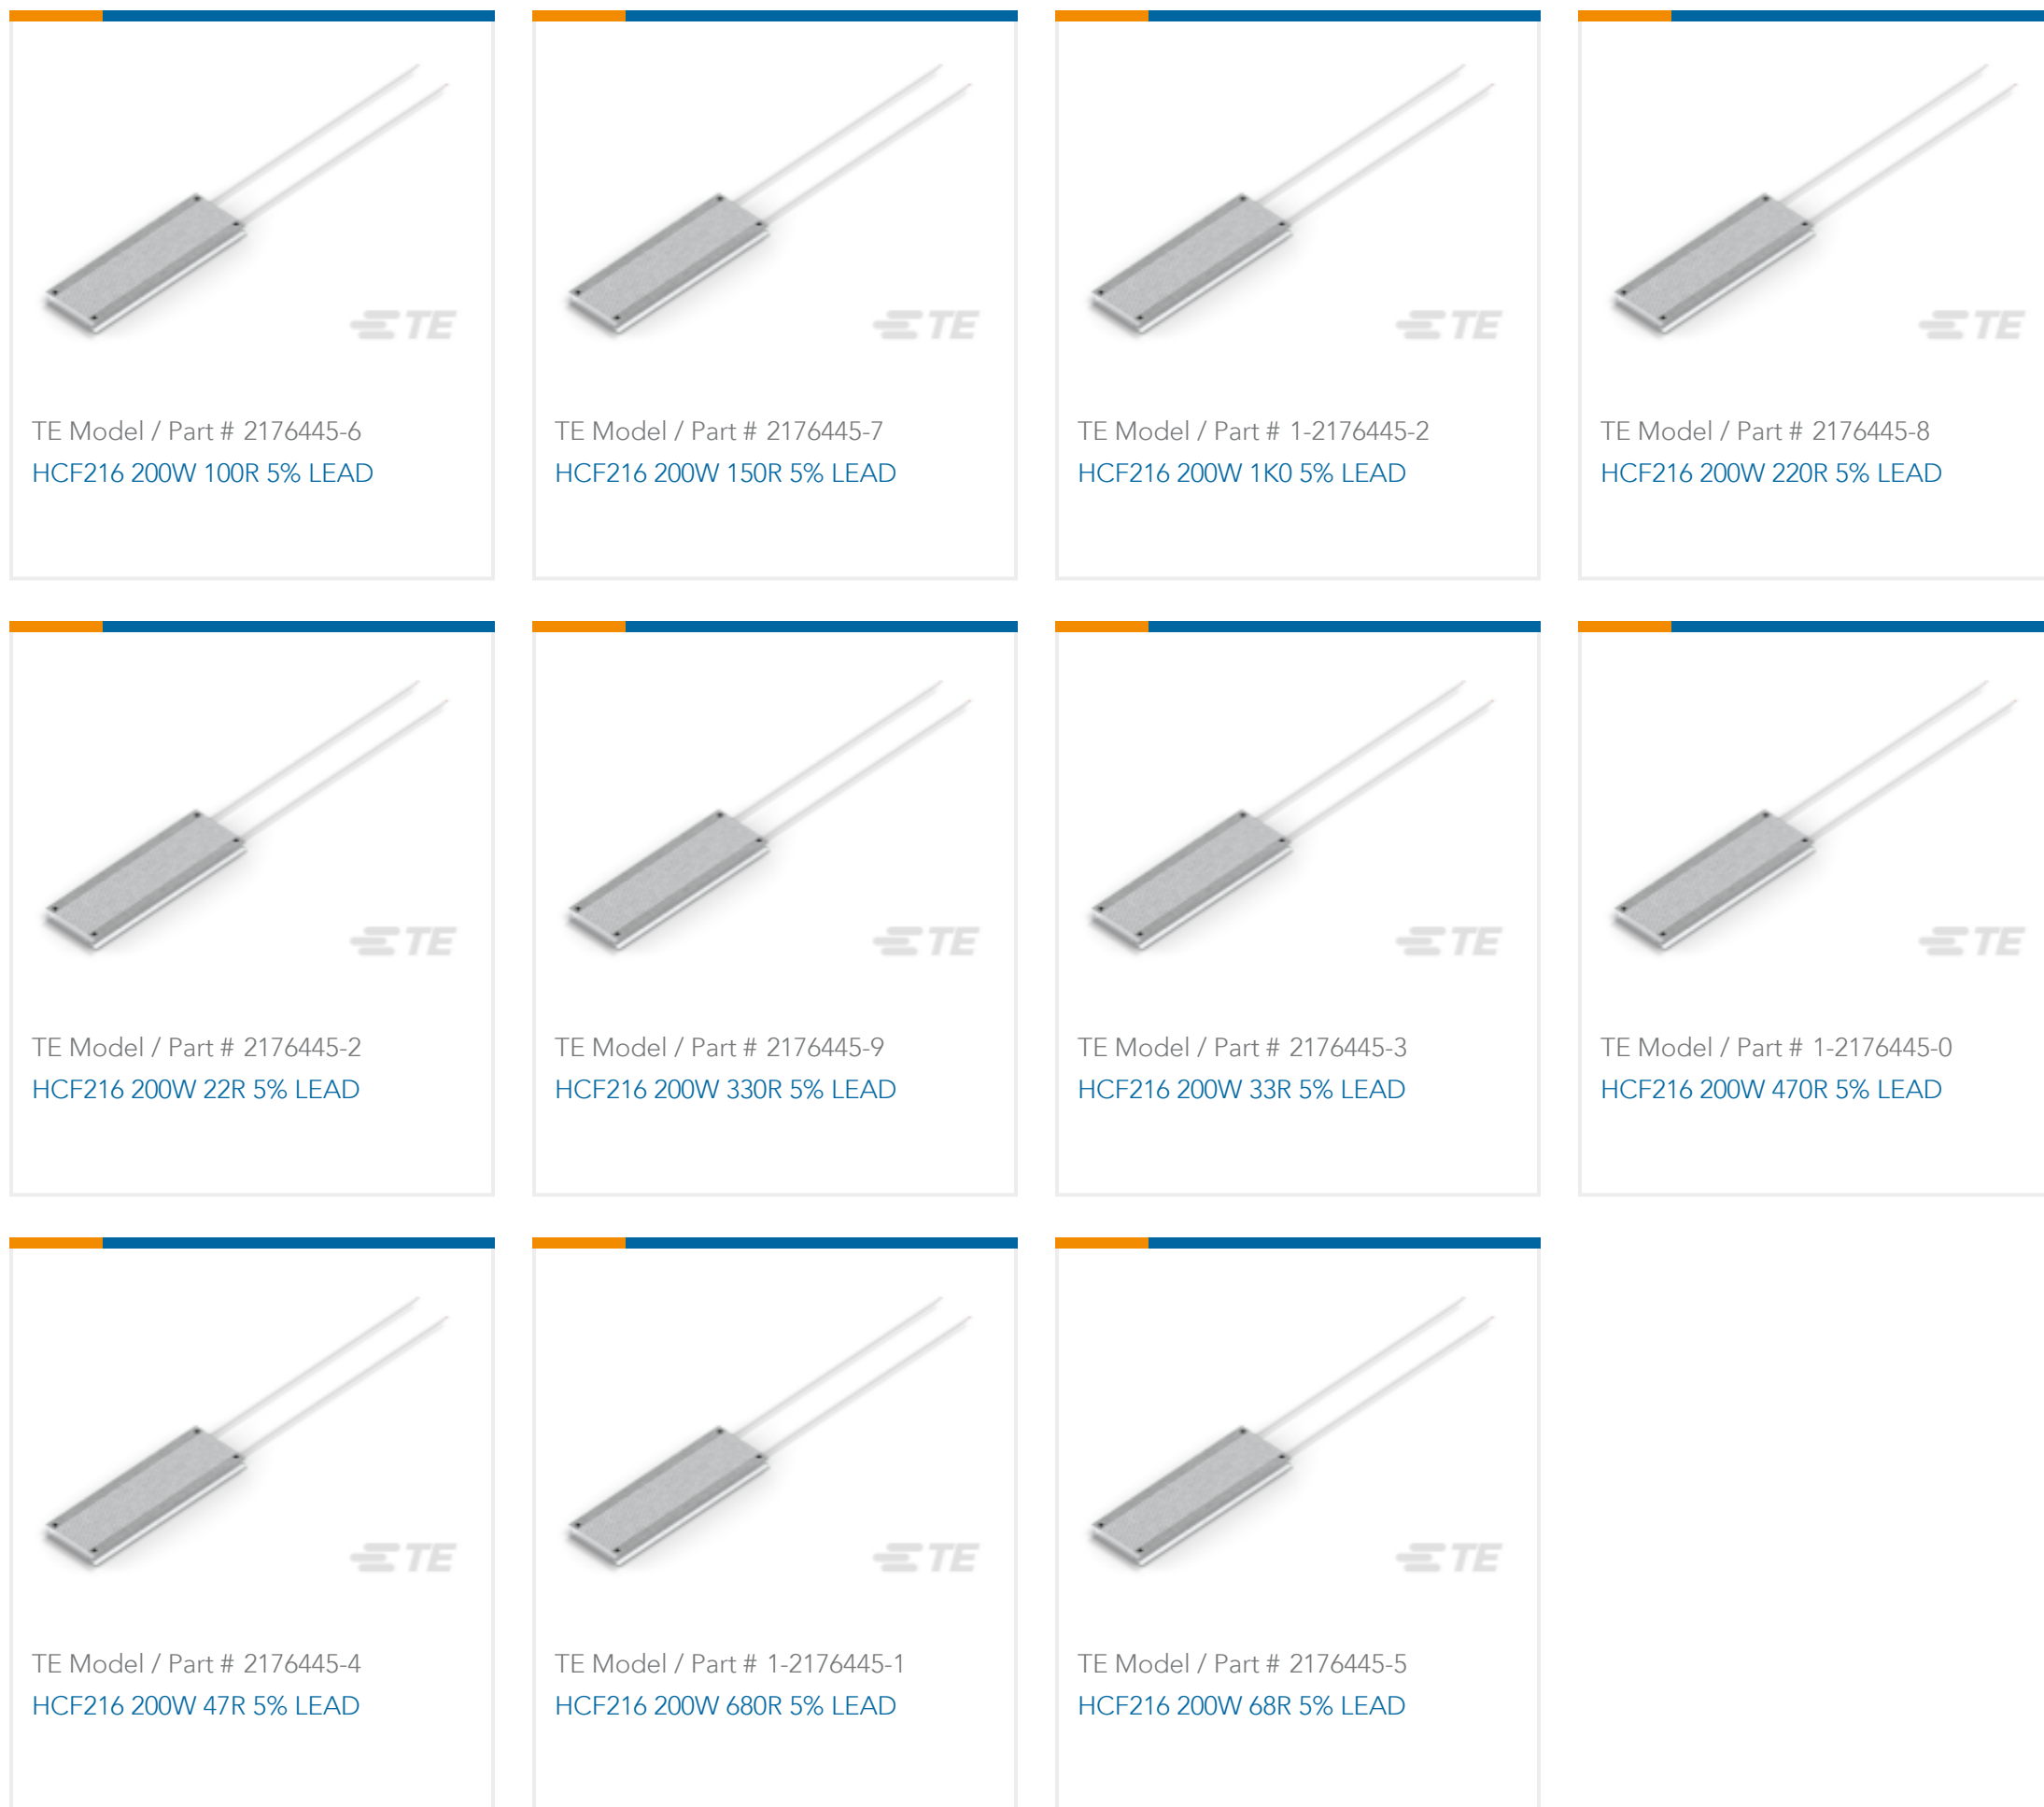 TE
TE Model / Part # 2176445-6
HCF216 200W 100R 5% LEAD
TE
TE Model / Part # 2176445-7
HCF216 200W 150R 5% LEAD
TE
TE Model / Part # 1-2176445-2
HCF216 200W 1K0 5% LEAD
TE
TE Model / Part # 2176445-8
HCF216 200W 220R 5% LEAD
TE
TE Model / Part # 2176445-2
HCF216 200W 22R 5% LEAD
TE
TE Model / Part # 2176445-9
HCF216 200W 330R 5% LEAD
TE
TE Model / Part # 2176445-3
HCF216 200W 33R 5% LEAD
TE
TE Model / Part # 1-2176445-0
HCF216 200W 470R 5% LEAD
TE
TE Model / Part # 2176445-4
HCF216 200W 47R 5% LEAD
TE
TE Model / Part # 1-2176445-1
HCF216 200W 680R 5% LEAD
TE
TE Model / Part # 2176445-5
HCF216 200W 68R 5% LEAD